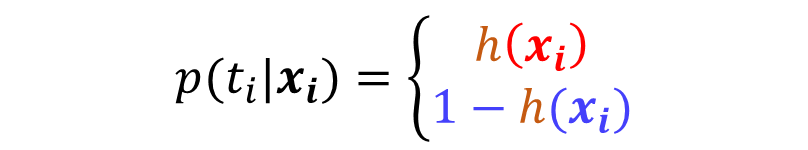 p(tᵢ|xᵢ) = {
h(xᵢ)
1 − h(xᵢ)